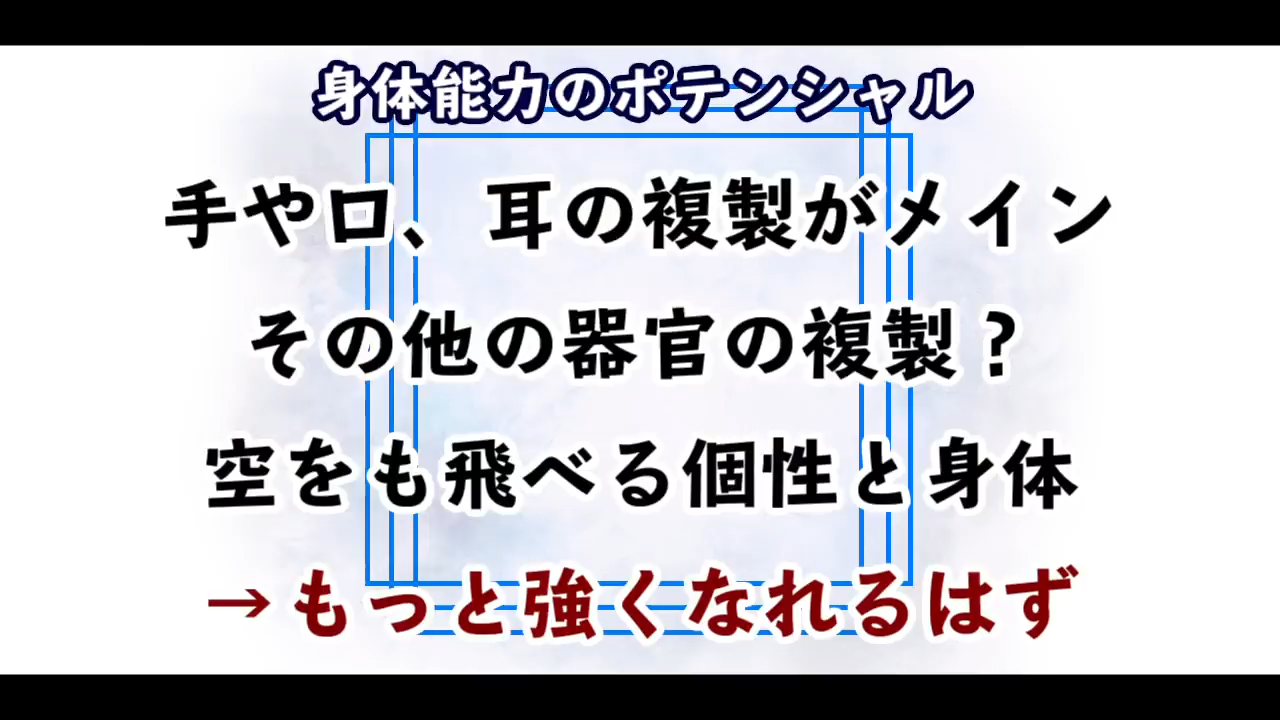 身体能力のポテンシャル
手や口、耳の複製がメイン
その他の器官の複製？
空をも飛べる個性と身体
→もっと強くなれるはず